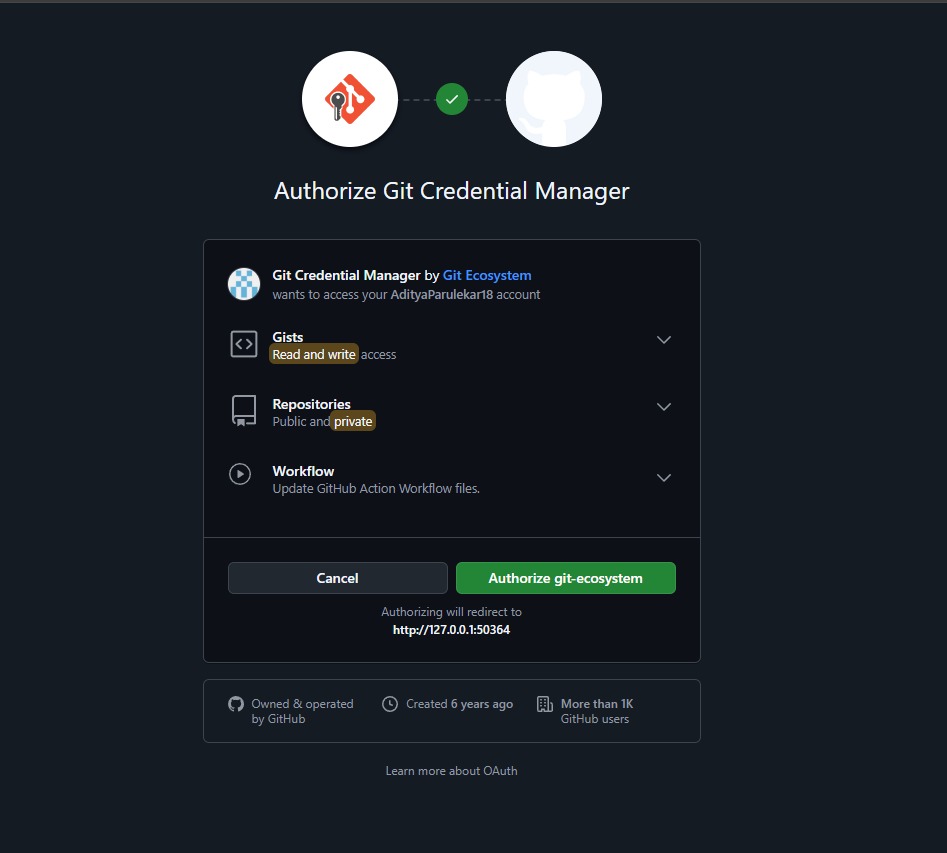 Authorize Git Credential Manager
Git Credential Manager by Git Ecosystem
wants to access your AdityaParulekar18 account
Gists
Read and write access
Repositories
Public and private
Workflow
Update GitHub Action Workflow files.
Cancel
Authorize git-ecosystem
Authorizing will redirect to
http://127.0.0.1:50364
Owned & operated
by GitHub
Created 6 years ago
More than 1K
GitHub users
Learn more about OAuth